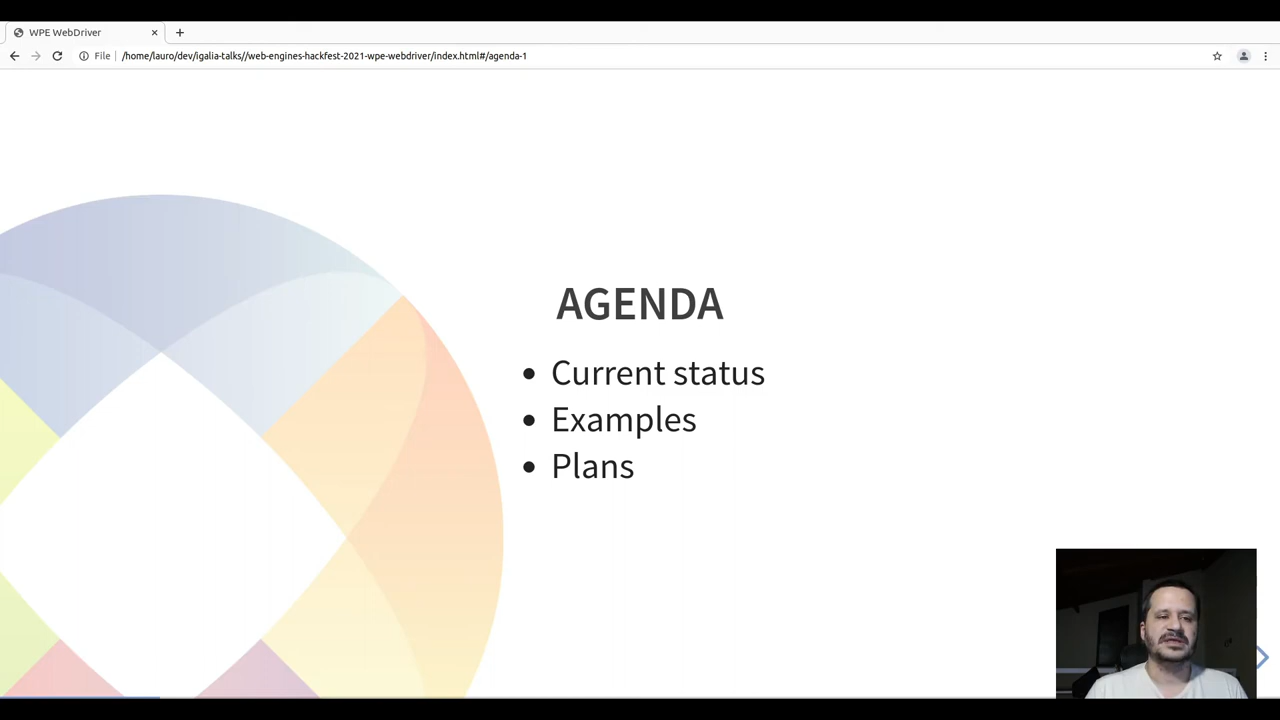 WPE WebDriver
File
/home/lauro/dev/igalia-talks//web-engines-hackfest-2021-wpe-webdriver/index.html#/agenda-1
AGENDA
Current status
Examples
Plans